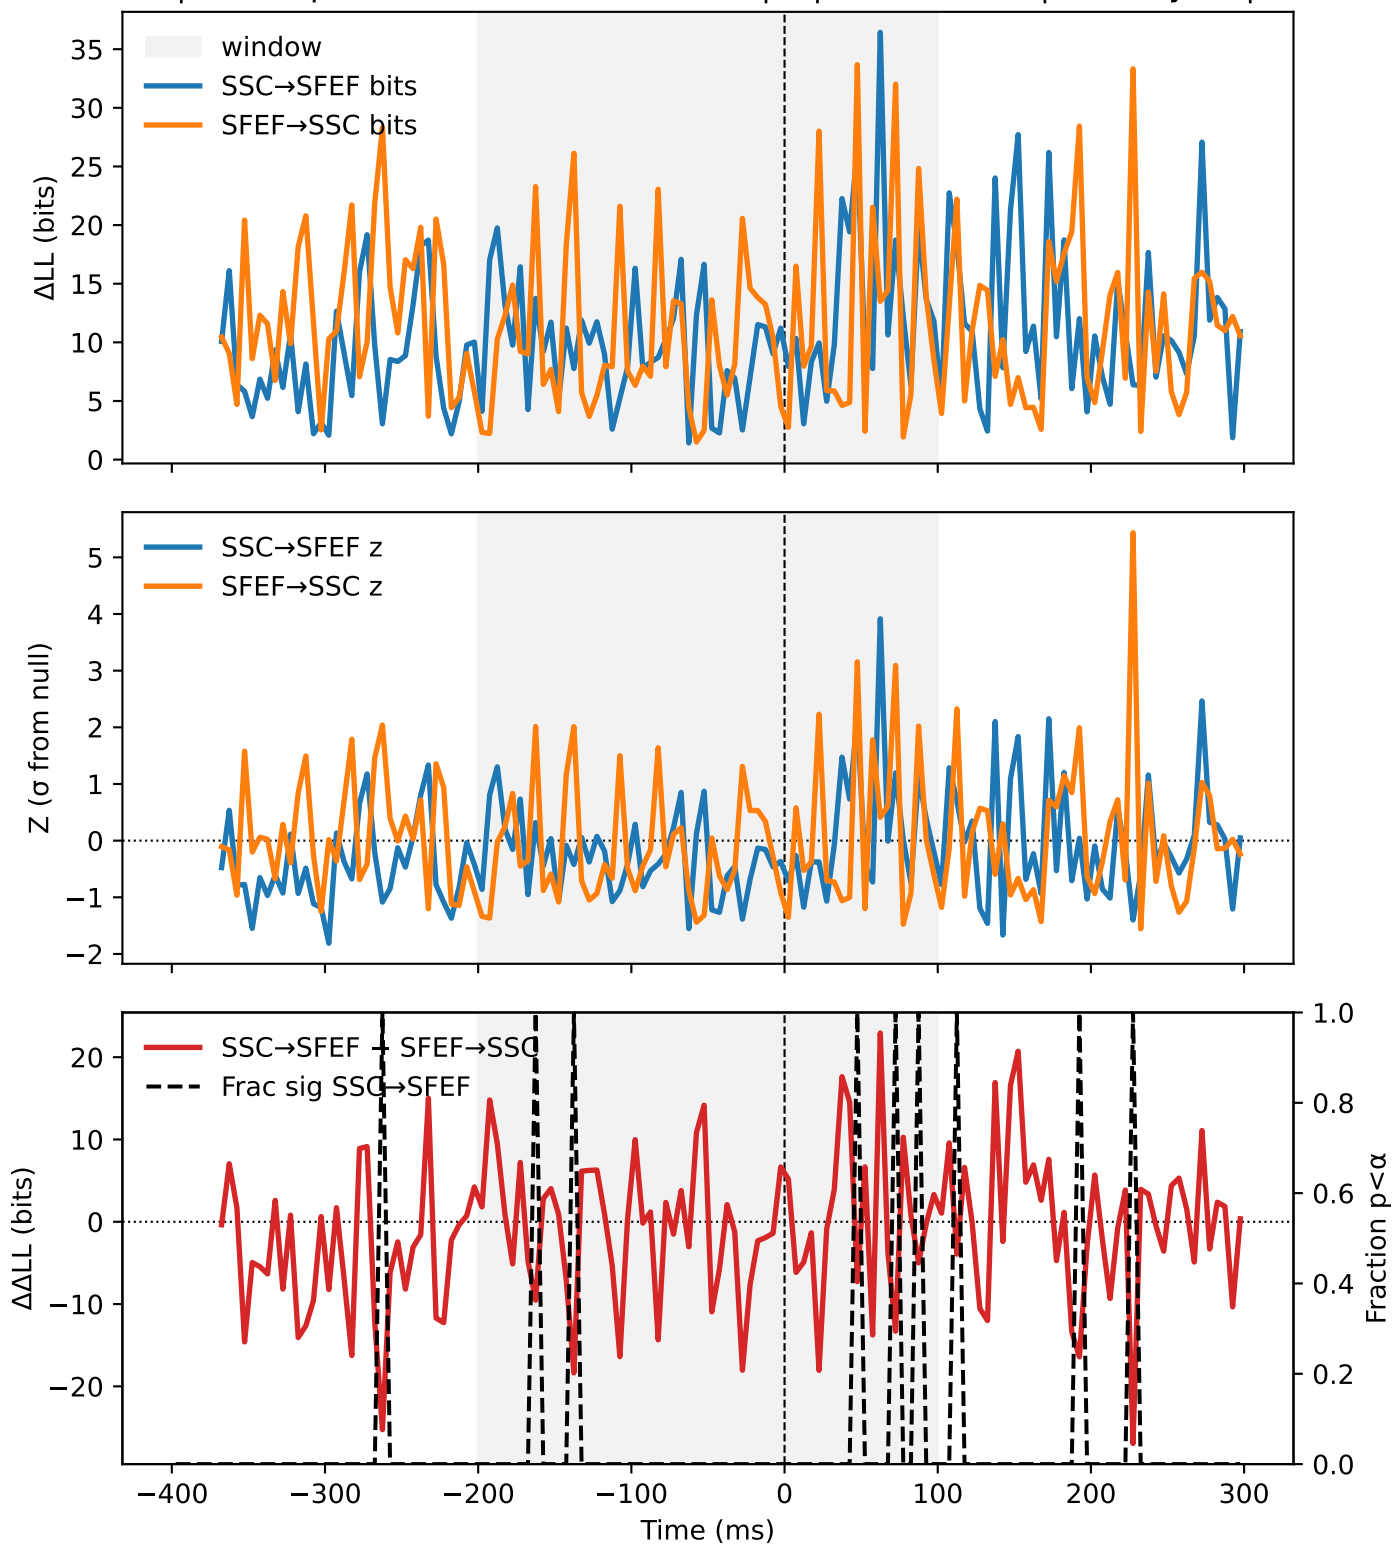 window
SSC→SFEF bits
SFEF→SSC bits
ΔLL (bits)
35
30
25
20
15
10
5
0
SSC→SFEF z
SFEF→SSC z
Z (σ from null)
5
4
3
2
1
0
−1
−2
SSC→SFEF − SFEF→SSC
Frac sig SSC→SFEF
ΔΔLL (bits)
20
10
0
−10
−20
1.0
0.8
0.6
0.4
0.2
0.0
Fraction p<α
−400 −300 −200 −100 0 100 200 300
Time (ms)